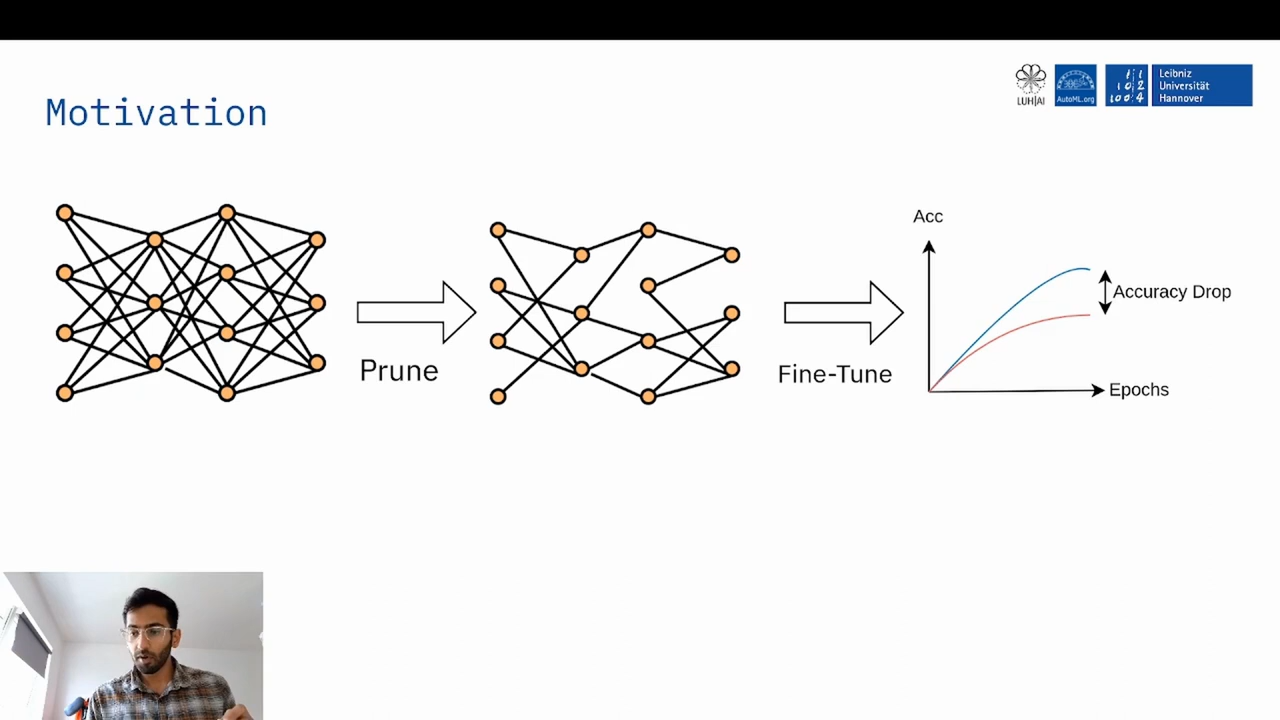 Motivation
LUH|AI
AutoML.org
Leibniz
Universität
Hannover
Prune
Fine-Tune
Acc
Accuracy Drop
Epochs